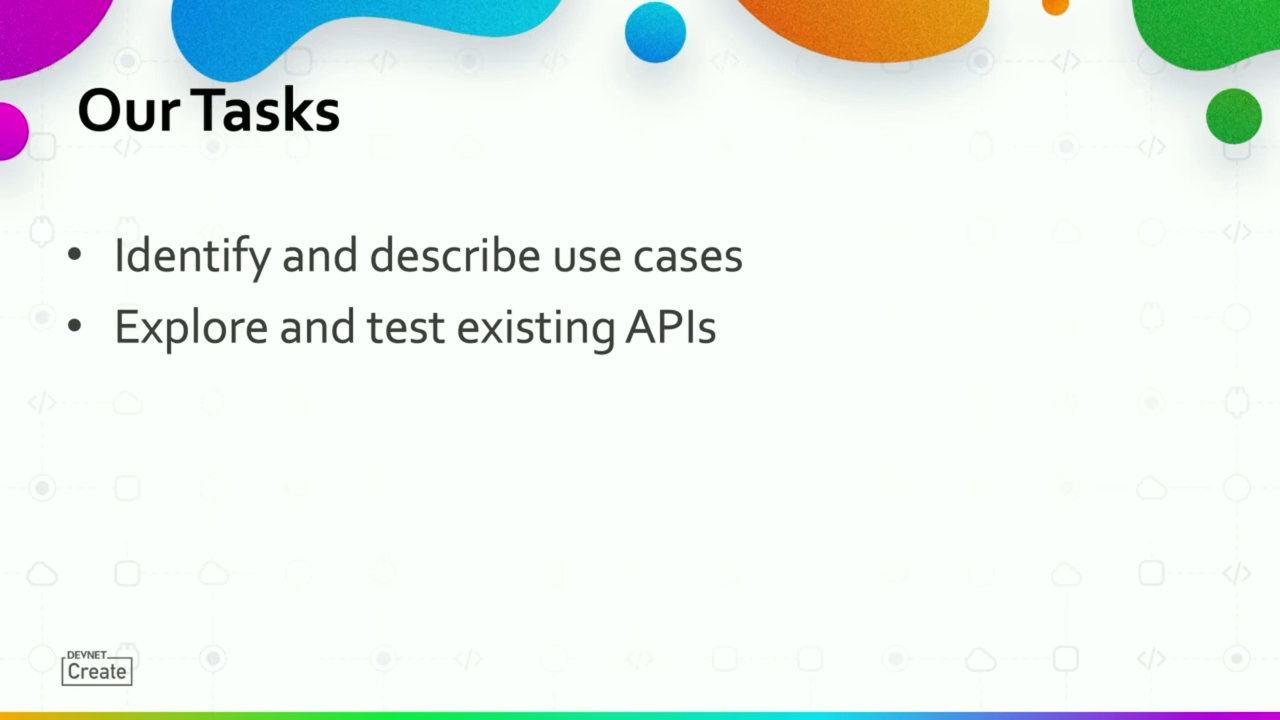 Our Tasks
• Identify and describe use cases
• Explore and test existing APIs
DEVNET
Create